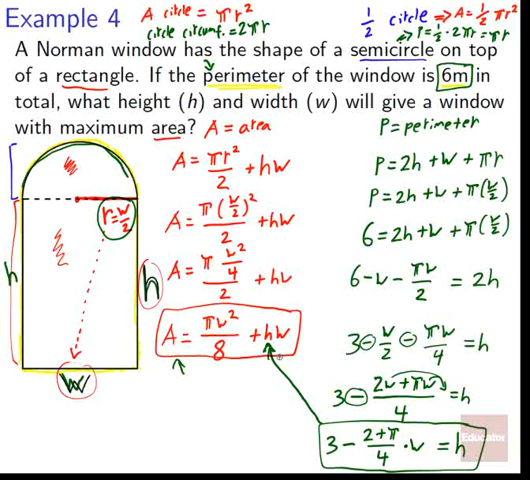 Example 4
A circle = πr²
circle circumf. = 2πr
1/2 circle => A = 1/2 πr²
=> P = 1/2 · 2πr = πr
A Norman window has the shape of a semicircle on top
of a rectangle. If the perimeter of the window is 6m in
total, what height (h) and width (w) will give a window
with maximum area? A = area
P = perimeter
A = πr²/2 + hw
A = π(w/2)²/2 + hw
A = π w²/4 / 2 + hw
A = πw²/8 + hw
r = w/2
h
h
w
P = 2h + w + πr
P = 2h + w + π(w/2)
6 = 2h + w + π(w/2)
6 - w - πw/2 = 2h
3 - w/2 - πw/4 = h
3 - 2w + πw/4 = h
3 - 2+π/4 · w = h
Educator